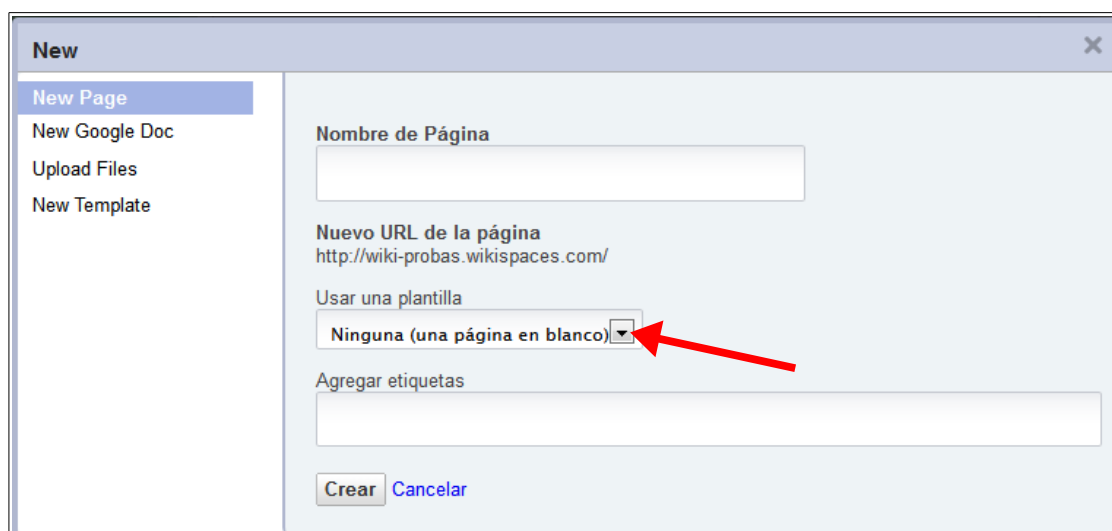 New
New Page
New Google Doc
Upload Files
New Template
Nombre de Página
Nuevo URL de la página
http://wiki-probas.wikispaces.com/
Usar una plantilla
Ninguna (una página en blanco)
Agregar etiquetas
Crear Cancelar